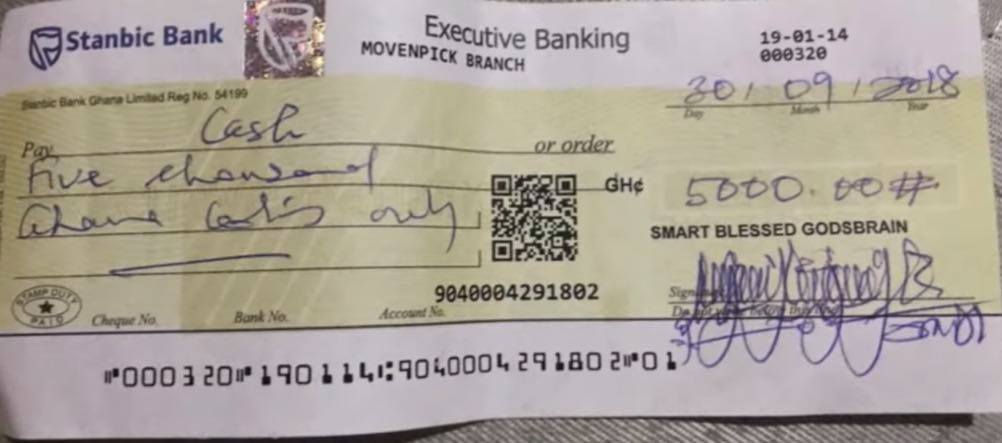 Stanbic Bank
Executive Banking
MOVENPICK BRANCH
19-01-14
000320
Stanbic Bank Ghana Limited Reg No. 54199
30 / 09 / 2018
Day Month Year
Pay Cash or order
Five thousand
Ghana Cedis only
GH¢ 5000.00#
SMART BLESSED GODSBRAIN
9040004291802
STAMP DUTY PAID
Cheque No. Bank No. Account No.
⑈000320⑈190114⑆9040004291802⑈01